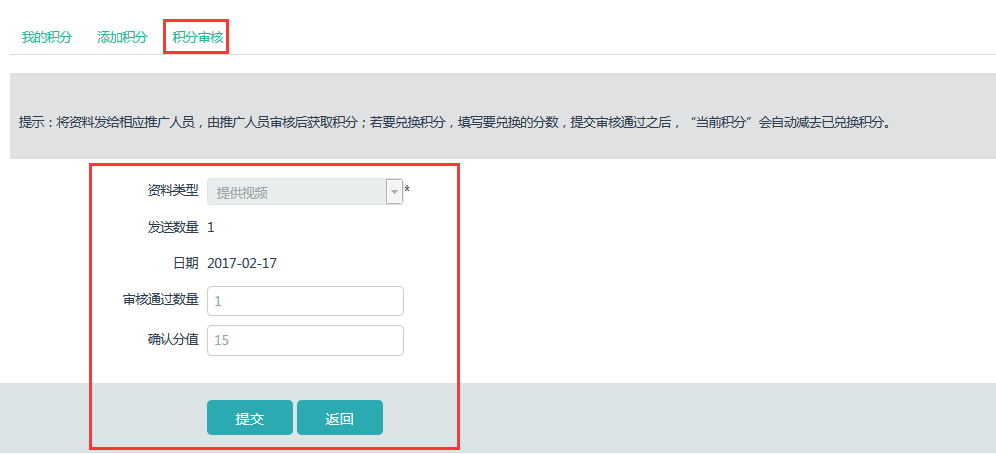 我的积分 添加积分 积分审核
提示：将资料发给相应推广人员，由推广人员审核后获取积分；若要兑换积分，填写要兑换的分数，提交审核通过之后，“当前积分”会自动减去已兑换积分。
资料类型 提供视频 *
发送数量 1
日期 2017-02-17
审核通过数量 1
确认分值 15
提交 返回